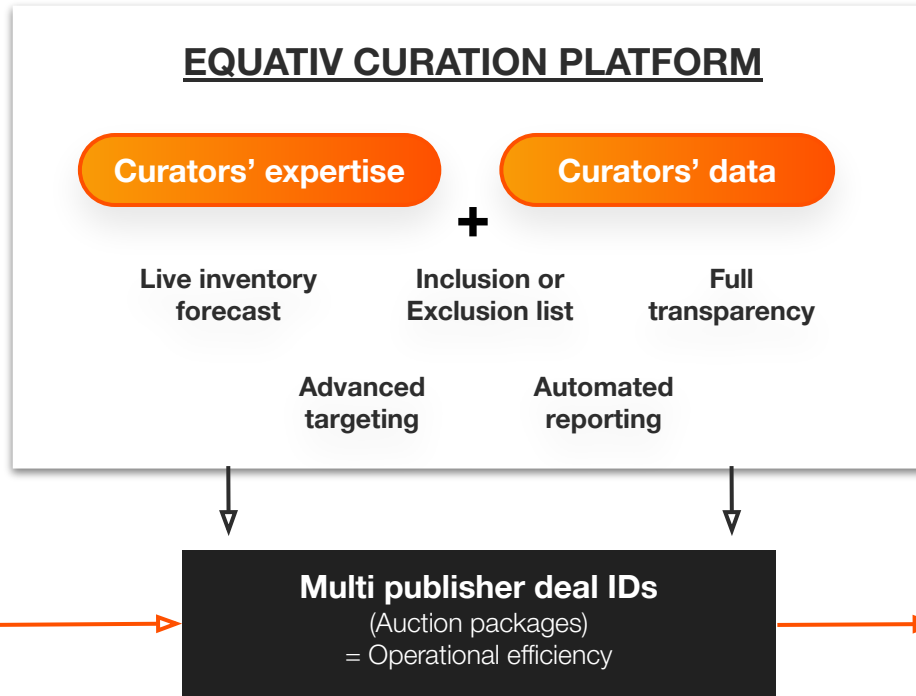 EQUATIV CURATION PLATFORM
Curators’ expertise
Curators’ data
+
Live inventory
forecast
Inclusion or
Exclusion list
Full
transparency
Advanced
targeting
Automated
reporting
Multi publisher deal IDs
(Auction packages)
= Operational efficiency